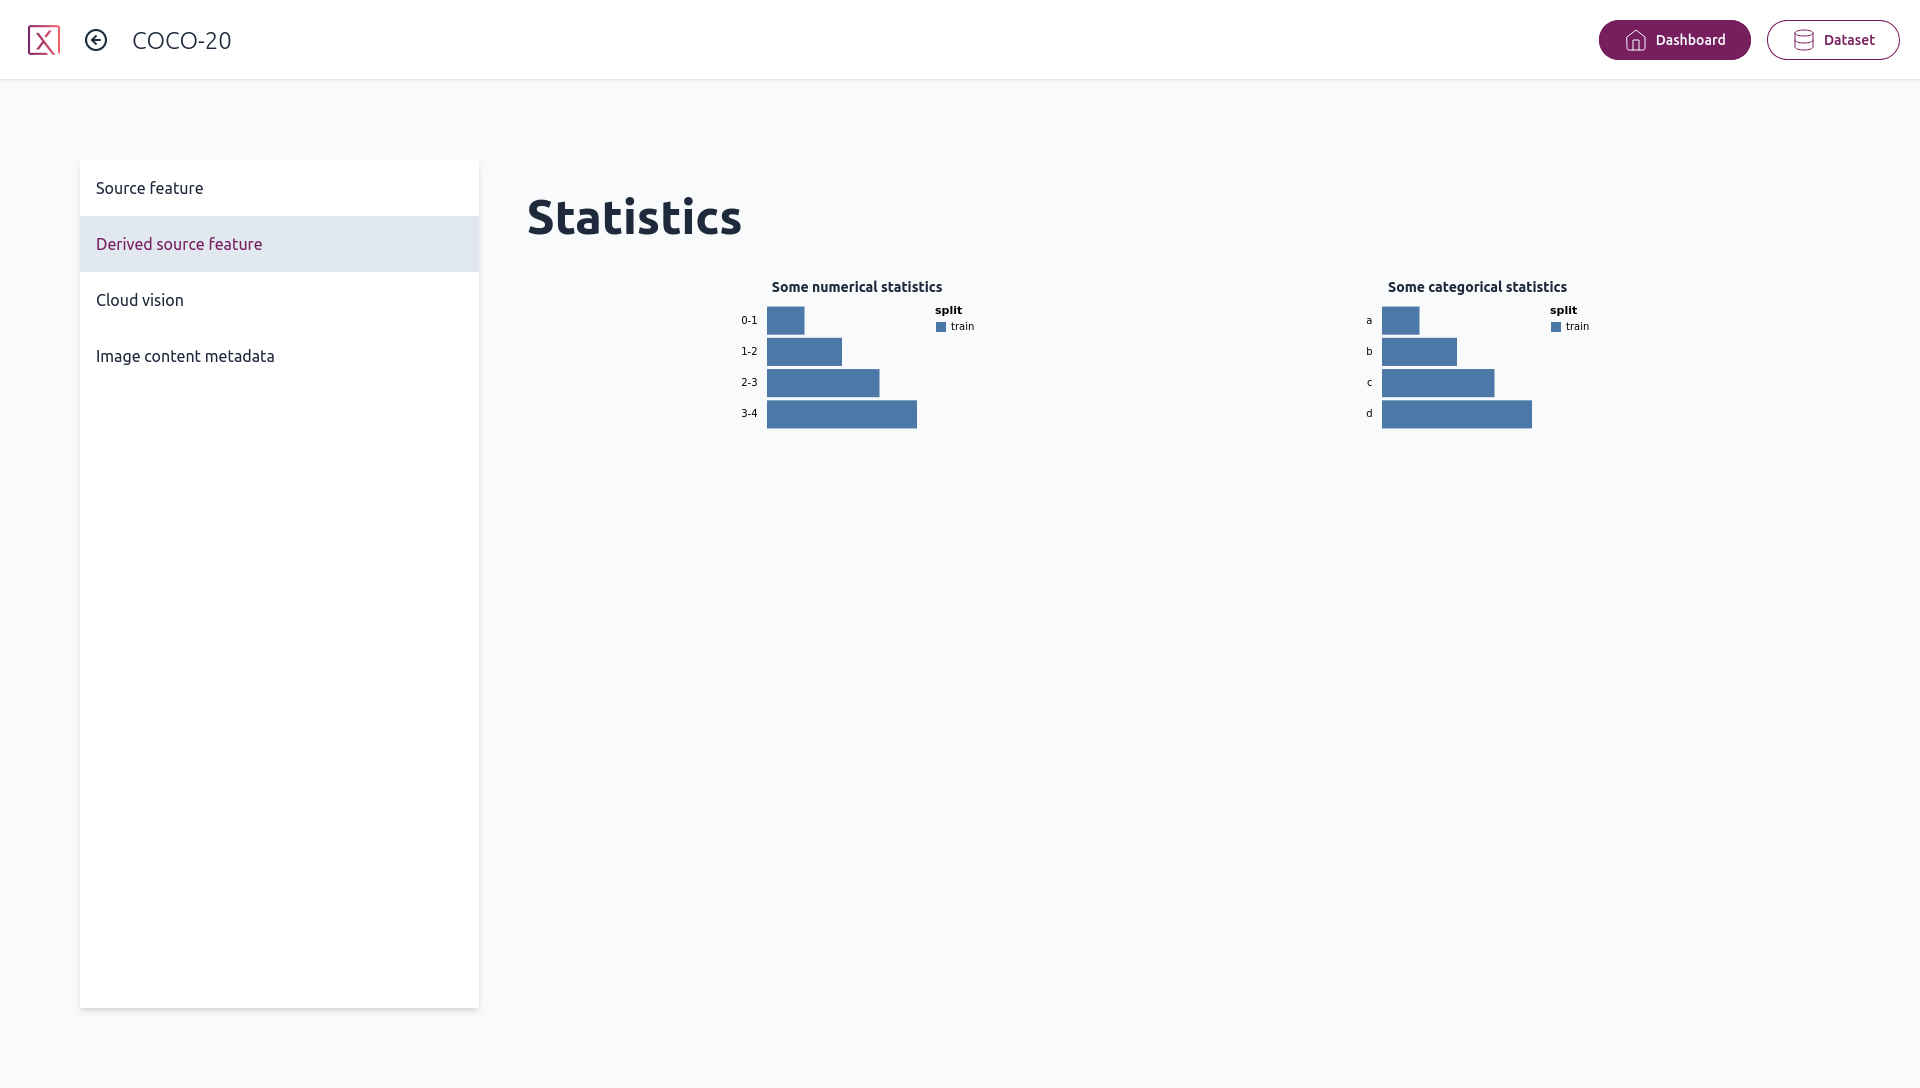 COCO-20
Dashboard
Dataset
Source feature
Derived source feature
Cloud vision
Image content metadata
Statistics
Some numerical statistics
0-1
1-2
2-3
3-4
split
train
Some categorical statistics
a
b
c
d
split
train